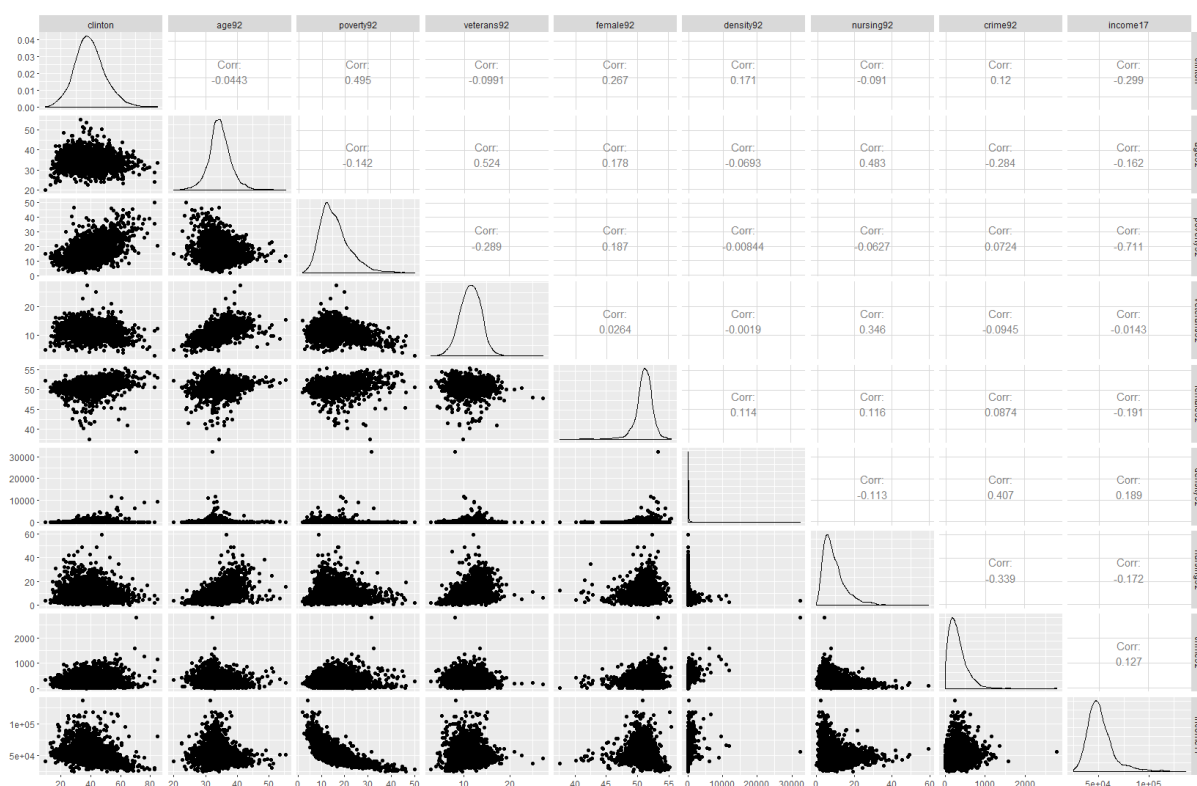 clinton age92 poverty92 veterans92 female92 density92 nursing92 crime92 income17
0.04
0.03
0.02
0.01
0.00
Corr: Corr: Corr: Corr: Corr: Corr: Corr: Corr:
-0.0443 0.495 -0.0991 0.267 0.171 -0.091 0.12 -0.299
50
40
30
20
Corr: Corr: Corr: Corr: Corr: Corr: Corr:
-0.142 0.524 0.178 -0.0693 0.483 -0.284 -0.162
50
40
30
20
10
0
Corr: Corr: Corr: Corr: Corr: Corr:
-0.289 0.187 -0.00844 -0.0627 0.0724 -0.711
20
10
Corr: Corr: Corr: Corr: Corr:
0.0264 -0.0019 0.346 -0.0945 -0.0143
55
50
45
40
Corr: Corr: Corr: Corr:
0.114 0.116 0.0874 -0.191
30000
20000
10000
0
Corr: Corr: Corr:
-0.113 0.407 0.189
60
40
20
0
Corr: Corr:
-0.339 -0.172
2000
1000
0
Corr:
0.127
1e+05
5e+04
20 40 60 80 20 30 40 50 0 10 20 30 40 50 10 20 40 45 50 55 0 10000 20000 30000 0 20 40 60 0 1000 2000 5e+04 1e+05